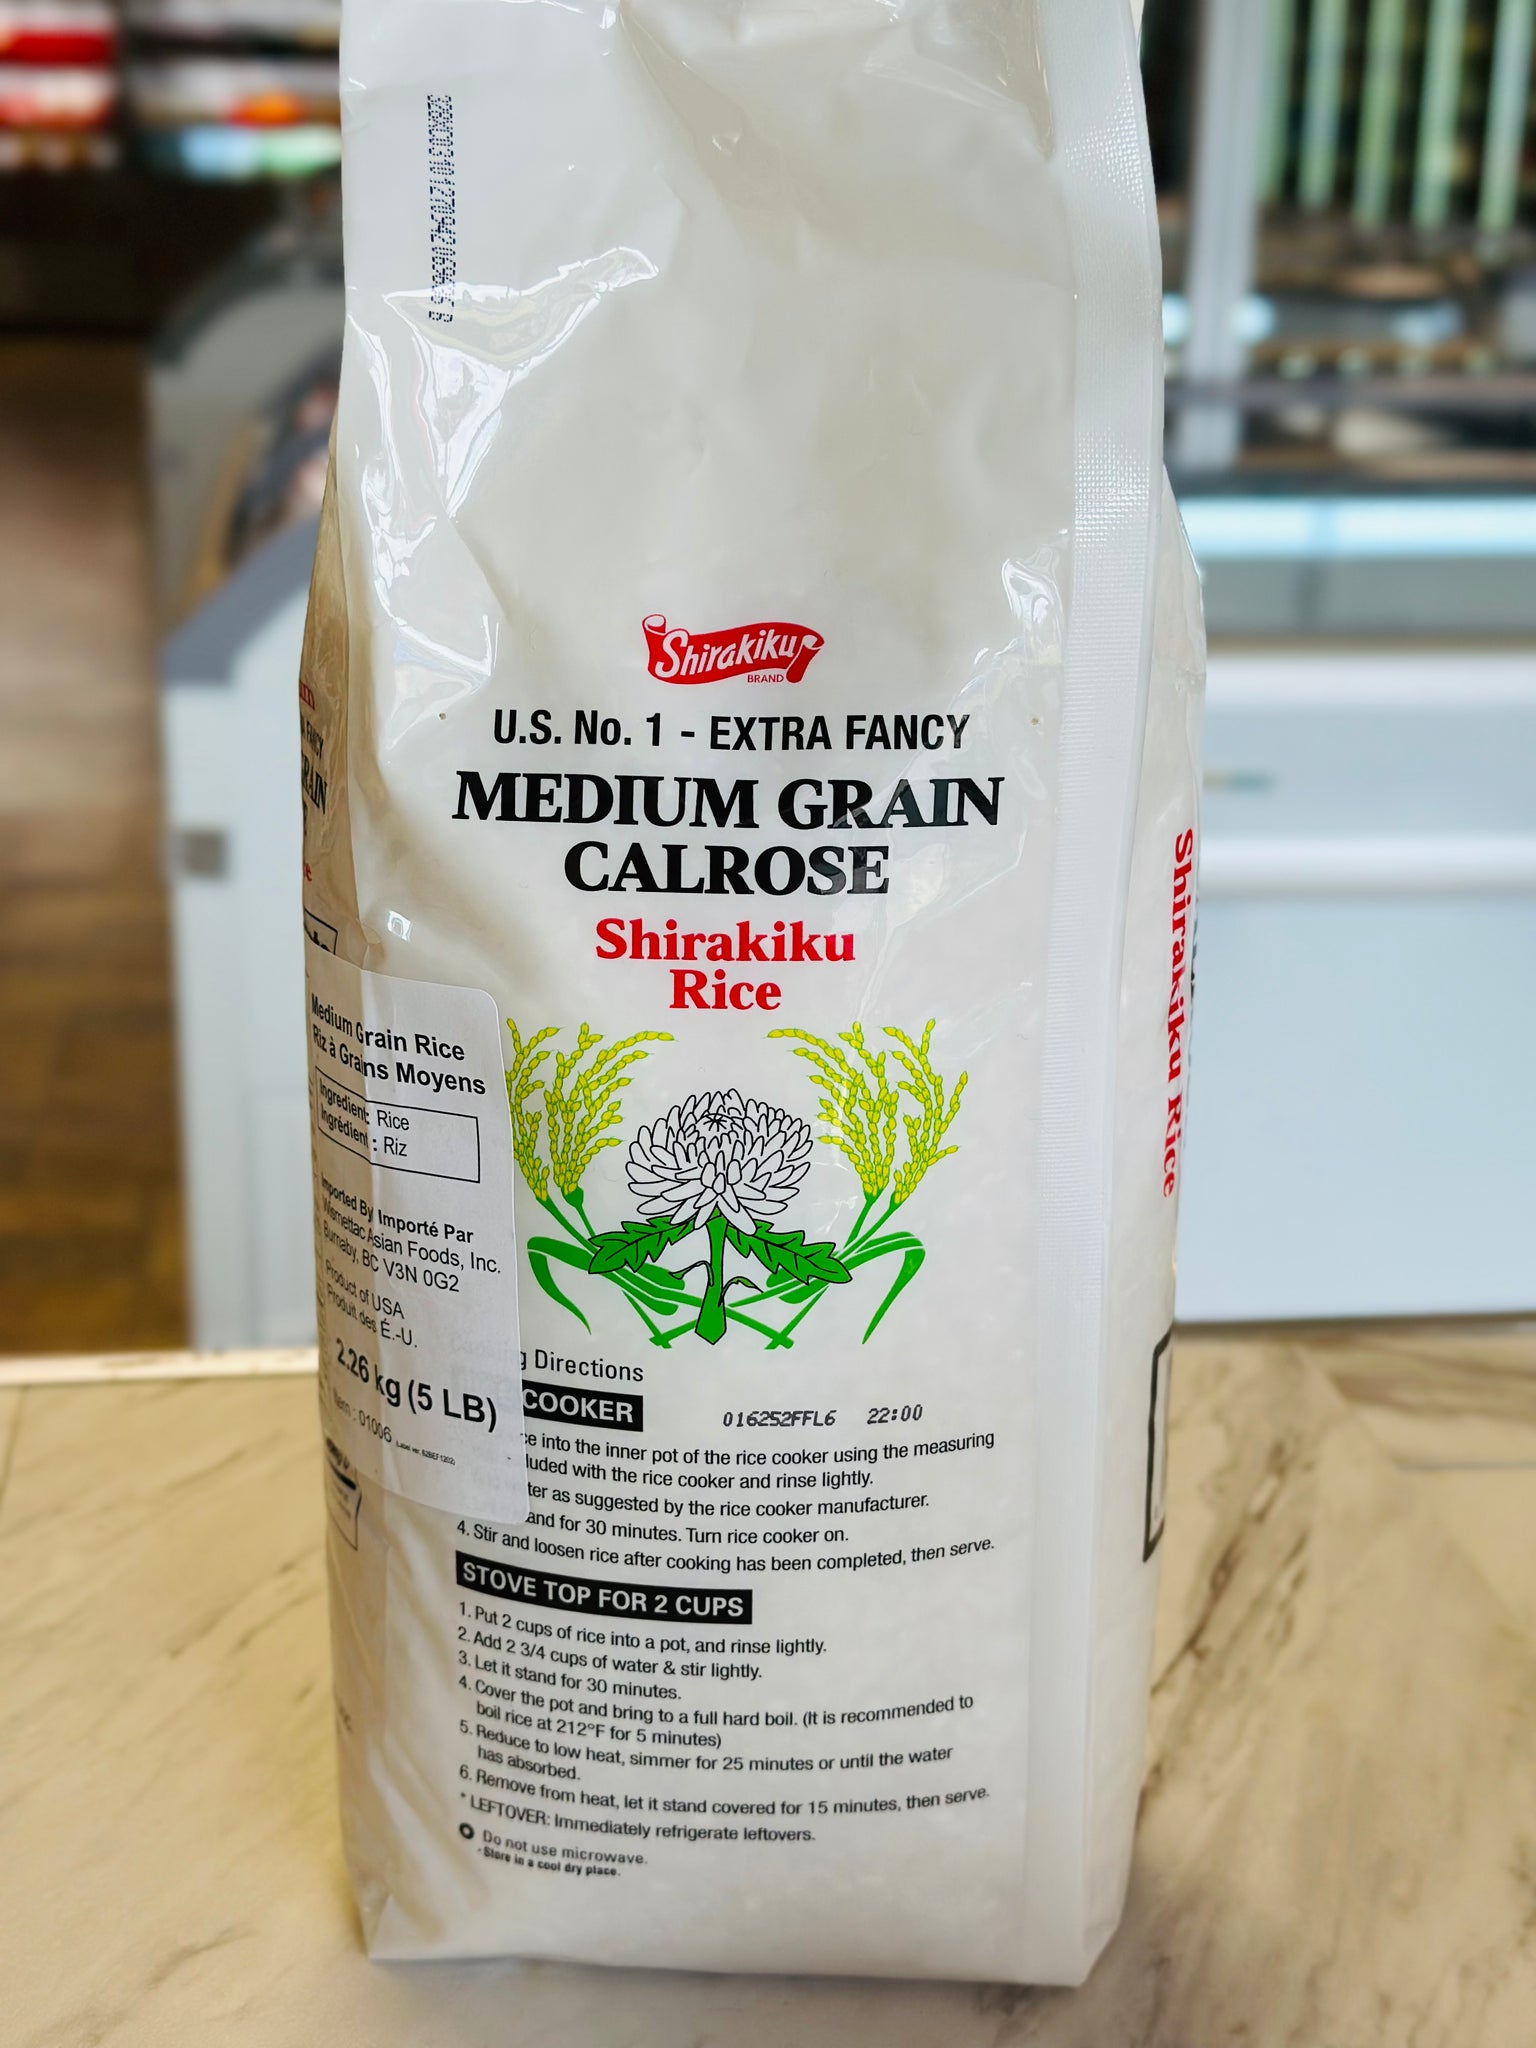 Shirakiku
BRAND
U.S. No. 1 - EXTRA FANCY
MEDIUM GRAIN
CALROSE
Shirakiku
Rice
Medium Grain Rice
Riz à Grains Moyens
Ingredient: Rice
Ingrédient : Riz
Imported By Importé Par
Wismettac Asian Foods, Inc.
Burnaby, BC V3N 0G2
Product of USA
Produit des É.-U.
2.26 kg (5 LB)
Item : 01006
Directions
COOKER
016252FFL6 22:00
into the inner pot of the rice cooker using the measuring
with the rice cooker and rinse lightly.
as suggested by the rice cooker manufacturer.
and for 30 minutes. Turn rice cooker on.
4. Stir and loosen rice after cooking has been completed, then serve.
STOVE TOP FOR 2 CUPS
1. Put 2 cups of rice into a pot, and rinse lightly.
2. Add 2 3/4 cups of water & stir lightly.
3. Let it stand for 30 minutes.
4. Cover the pot and bring to a full hard boil. (It is recommended to
boil rice at 212°F for 5 minutes)
5. Reduce to low heat, simmer for 25 minutes or until the water
has absorbed.
6. Remove from heat, let it stand covered for 15 minutes, then serve.
* LEFTOVER: Immediately refrigerate leftovers.
Do not use microwave.
- Store in a cool dry place.
Shirakiku Rice